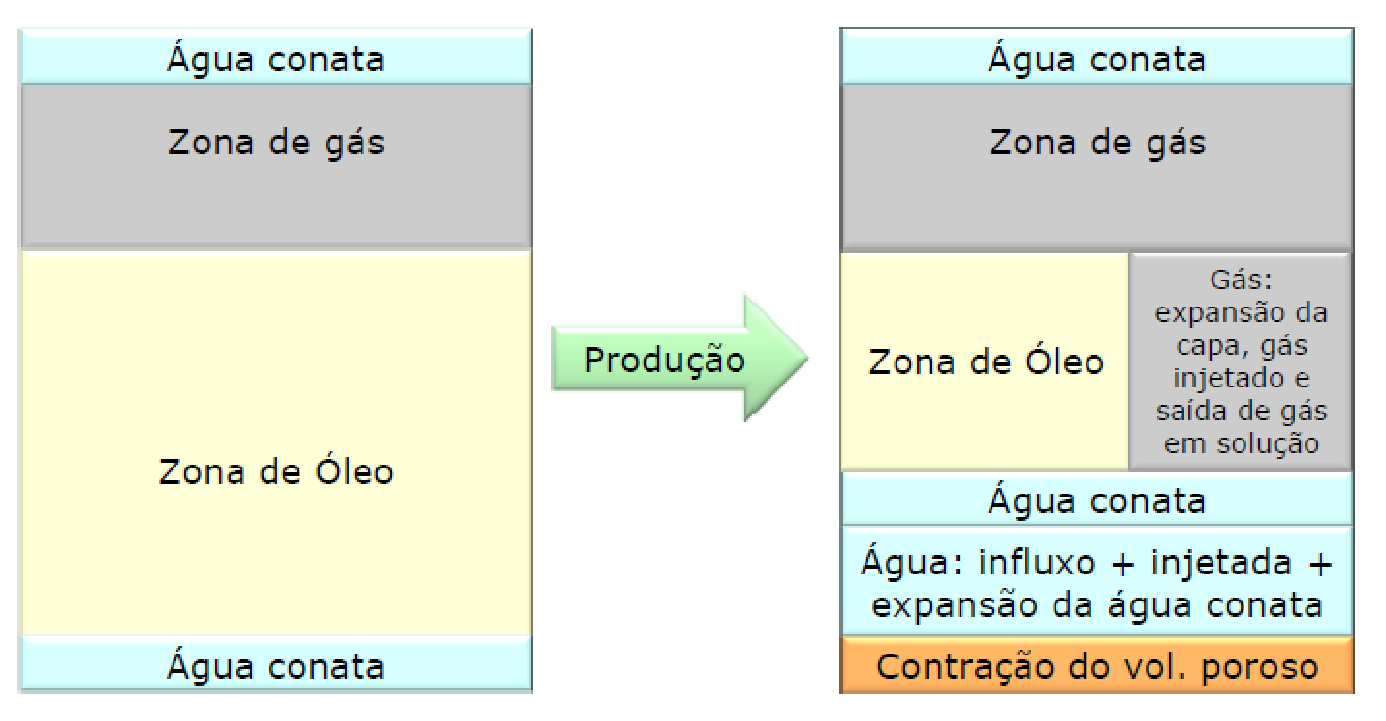 Água conata
Zona de gás
Zona de Óleo
Água conata
Produção
Água conata
Zona de gás
Zona de Óleo
Gás:
expansão da
capa, gás
injetado e
saída de gás
em solução
Água conata
Água: influxo + injetada +
expansão da água conata
Contração do vol. poroso